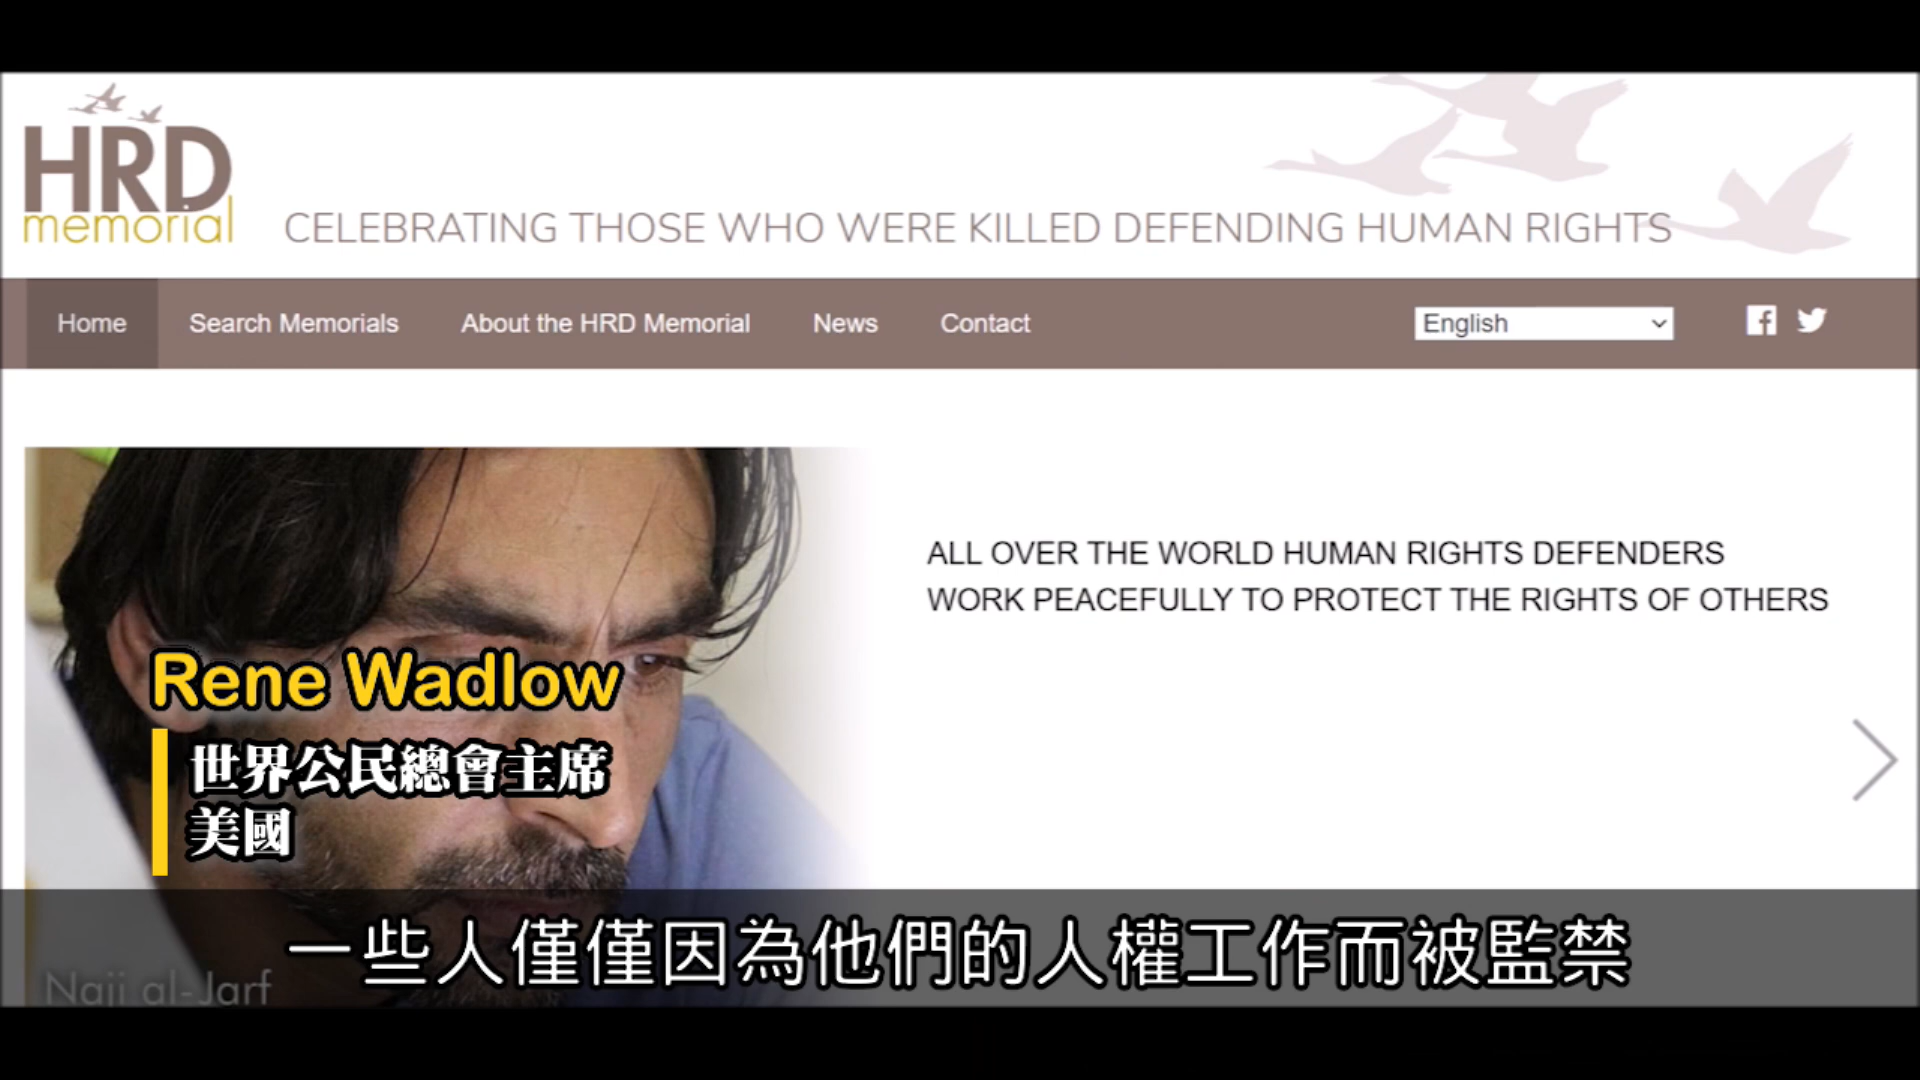 HRD
memorial
CELEBRATING THOSE WHO WERE KILLED DEFENDING HUMAN RIGHTS
Home
Search Memorials
About the HRD Memorial
News
Contact
English
ALL OVER THE WORLD HUMAN RIGHTS DEFENDERS
WORK PEACEFULLY TO PROTECT THE RIGHTS OF OTHERS
Rene Wadlow
世界公民總會主席
美國
一些人僅僅因為他們的人權工作而被監禁
Naji al-Jarf